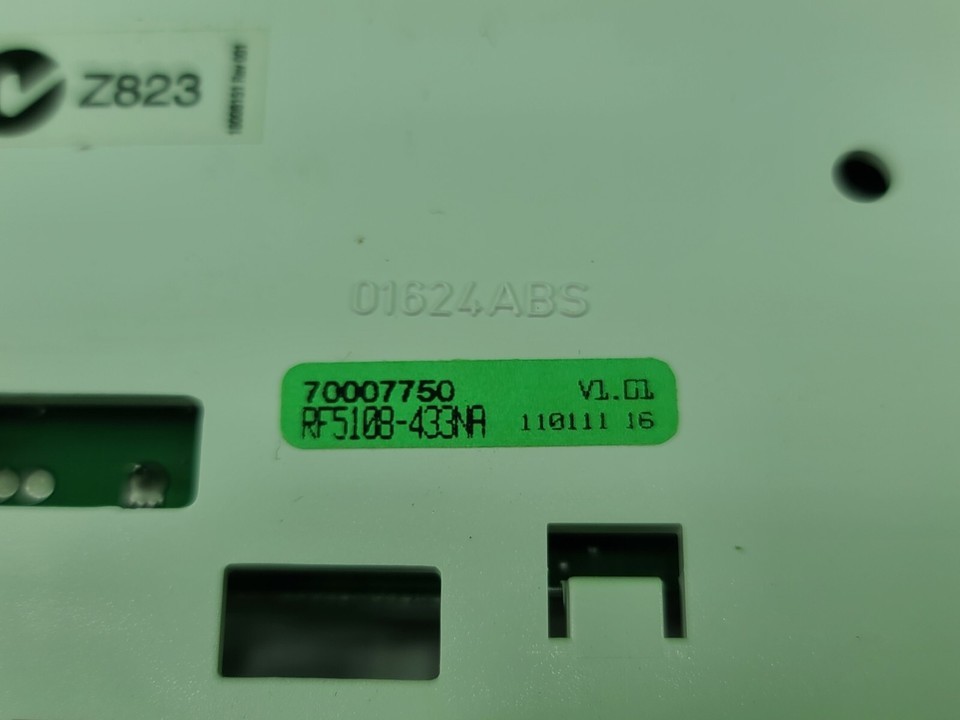 Z823
01624ABS
70007750 V1.01
RF5108-433NA 110111 16